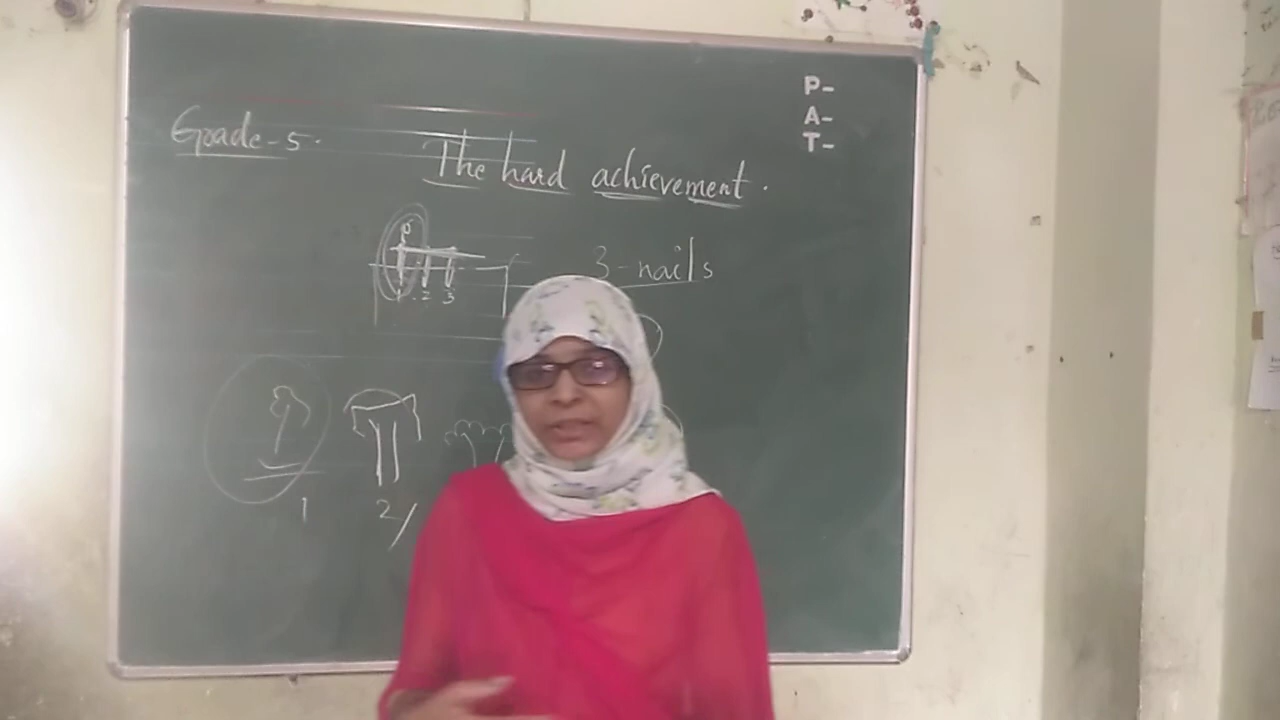 P-
A-
T-
Grade-5.
The hard achievement.
3-nails
1 2 3
1
2